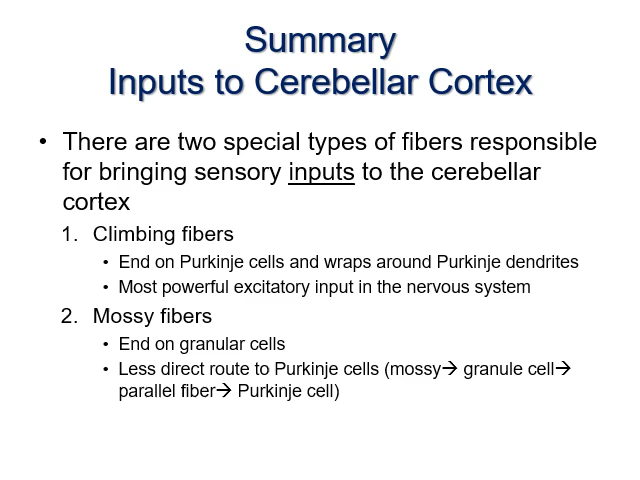 Summary
Inputs to Cerebellar Cortex
• There are two special types of fibers responsible
for bringing sensory inputs to the cerebellar
cortex
1. Climbing fibers
• End on Purkinje cells and wraps around Purkinje dendrites
• Most powerful excitatory input in the nervous system
2. Mossy fibers
• End on granular cells
• Less direct route to Purkinje cells (mossy→ granule cell→
parallel fiber→ Purkinje cell)